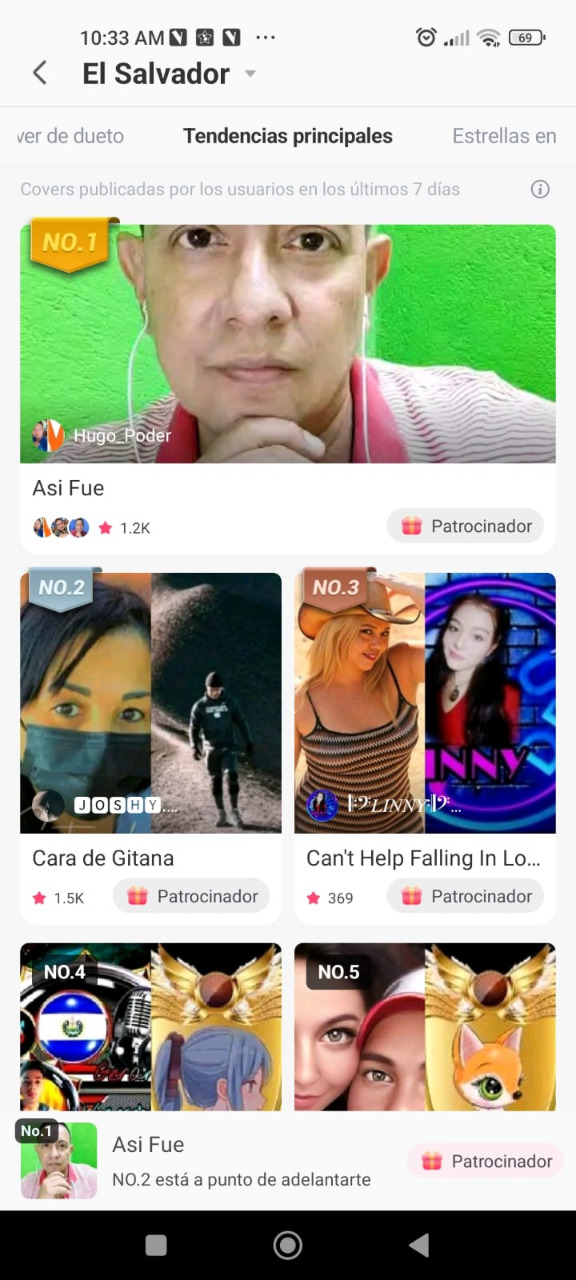 10:33 AM
69
El Salvador
ver de dueto
Tendencias principales
Estrellas en
Covers publicadas por los usuarios en los últimos 7 días
NO.1
Hugo_Poder
Asi Fue
1.2K
Patrocinador
NO.2
NO.3
JOSHY....
INNY
LINNY
Cara de Gitana
Can't Help Falling In Lo...
1.5K
Patrocinador
369
Patrocinador
NO.4
NO.5
No.1
Asi Fue
NO.2 está a punto de adelantarte
Patrocinador